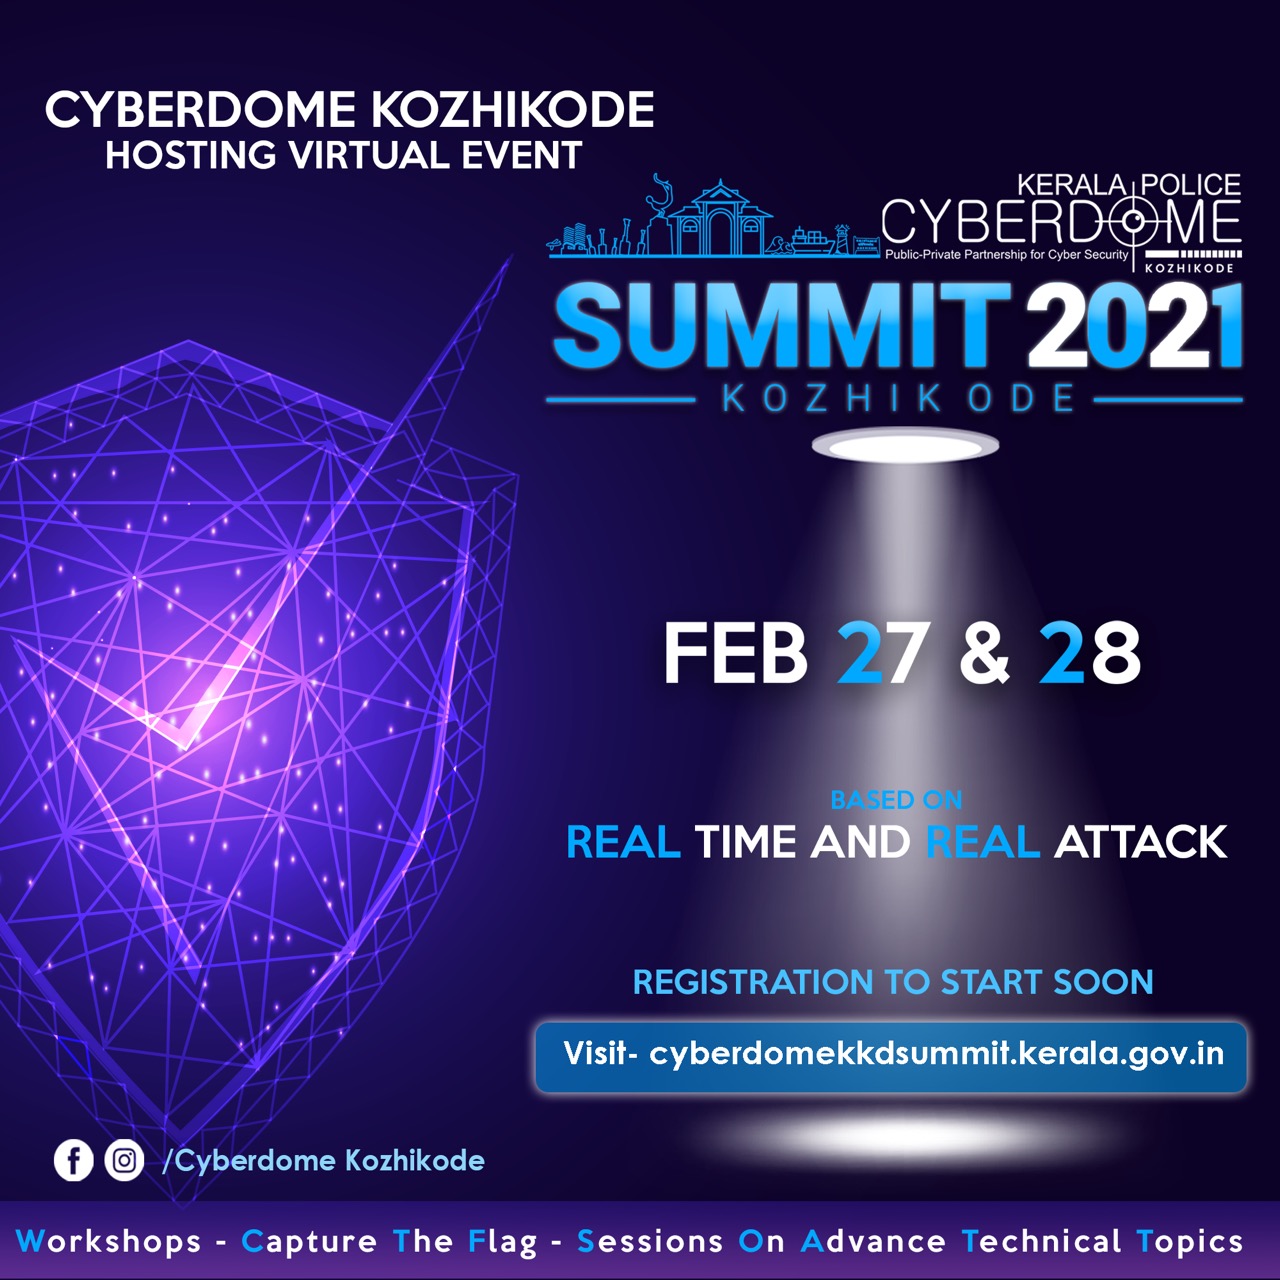 CYBERDOME KOZHIKODE
HOSTING VIRTUAL EVENT
KERALA POLICE
CYBERDOME
Public-Private Partnership for Cyber Security
KOZHIKODE
SUMMIT 2021
KOZHIKODE
FEB 27 & 28
BASED ON
REAL TIME AND REAL ATTACK
REGISTRATION TO START SOON
Visit- cyberdomekkdsummit.kerala.gov.in
/Cyberdome Kozhikode
Workshops - Capture The Flag - Sessions On Advance Technical Topics